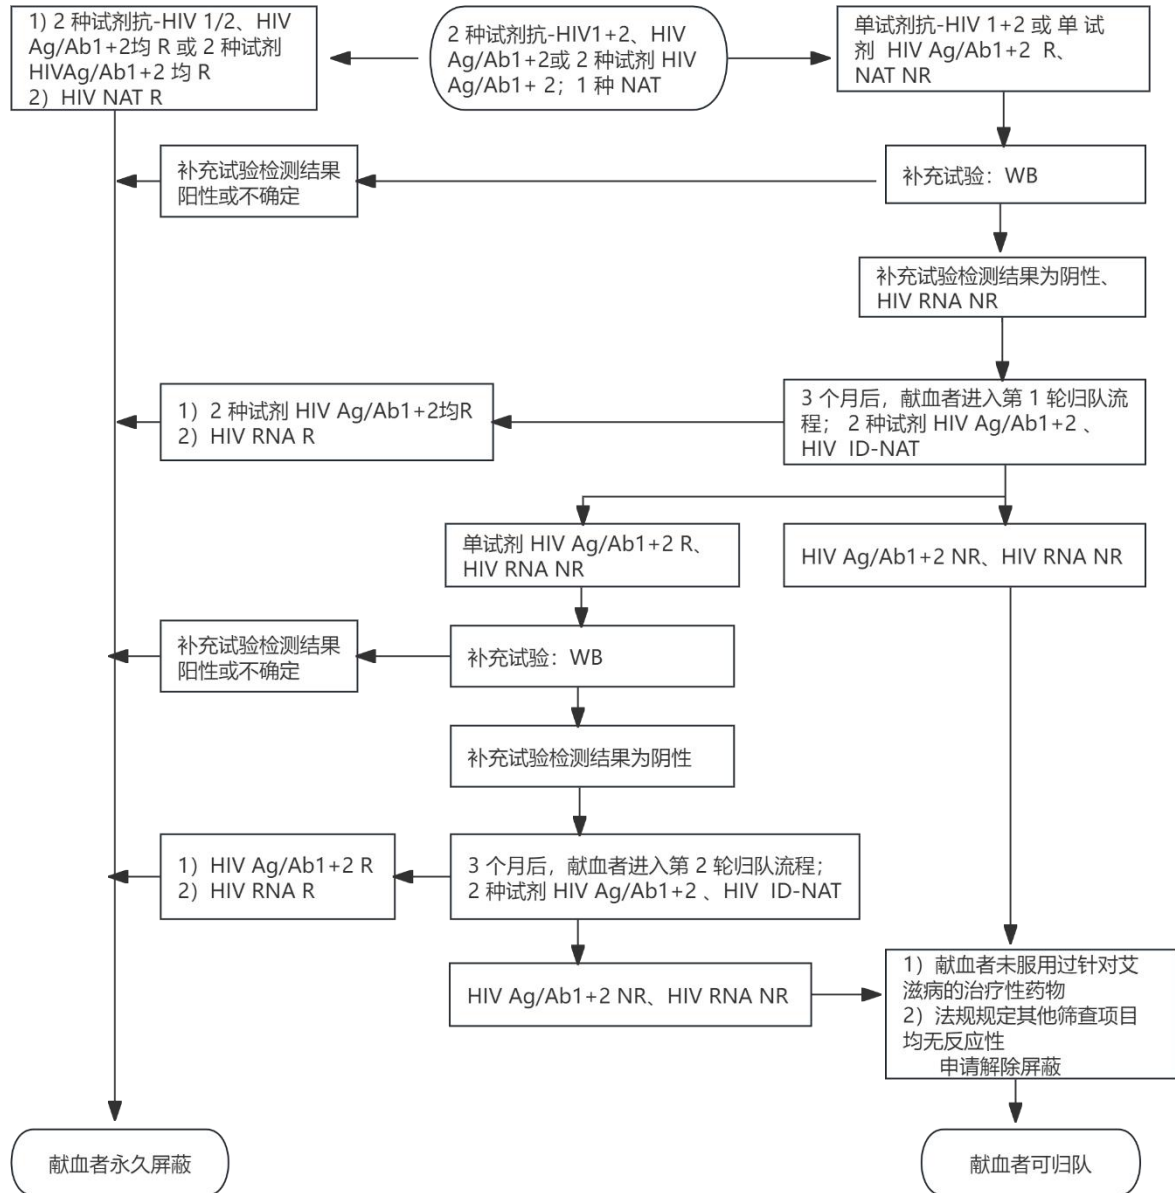 1) 2 种试剂抗-HIV 1/2、HIV
Ag/Ab1+2均 R 或 2 种试剂
HIVAg/Ab1+2 均 R
2）HIV NAT R
2 种试剂抗-HIV1+2、HIV
Ag/Ab1+2或 2 种试剂 HIV
Ag/Ab1+ 2；1 种 NAT
单试剂抗-HIV 1+2 或 单 试
剂 HIV Ag/Ab1+2 R、
NAT NR
补充试验检测结果
阳性或不确定
补充试验：WB
补充试验检测结果为阴性、
HIV RNA NR
1）2 种试剂 HIV Ag/Ab1+2均R
2）HIV RNA R
3 个月后，献血者进入第 1 轮归队流
程； 2 种试剂 HIV Ag/Ab1+2 、
HIV ID-NAT
单试剂 HIV Ag/Ab1+2 R、
HIV RNA NR
HIV Ag/Ab1+2 NR、HIV RNA NR
补充试验检测结果
阳性或不确定
补充试验：WB
补充试验检测结果为阴性
1）HIV Ag/Ab1+2 R
2）HIV RNA R
3 个月后，献血者进入第 2 轮归队流程；
2 种试剂 HIV Ag/Ab1+2 、HIV ID-NAT
HIV Ag/Ab1+2 NR、HIV RNA NR
1）献血者未服用过针对艾
滋病的治疗性药物
2）法规规定其他筛查项目
均无反应性
申请解除屏蔽
献血者永久屏蔽
献血者可归队